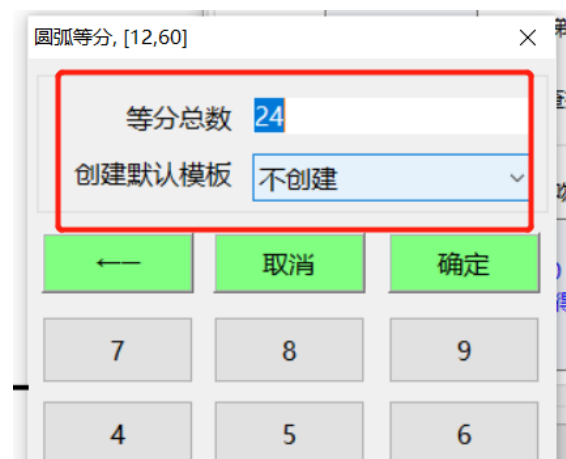 圆弧等分, [12,60]
等分总数 24
创建默认模板 不创建
←— 取消 确定
7 8 9
4 5 6